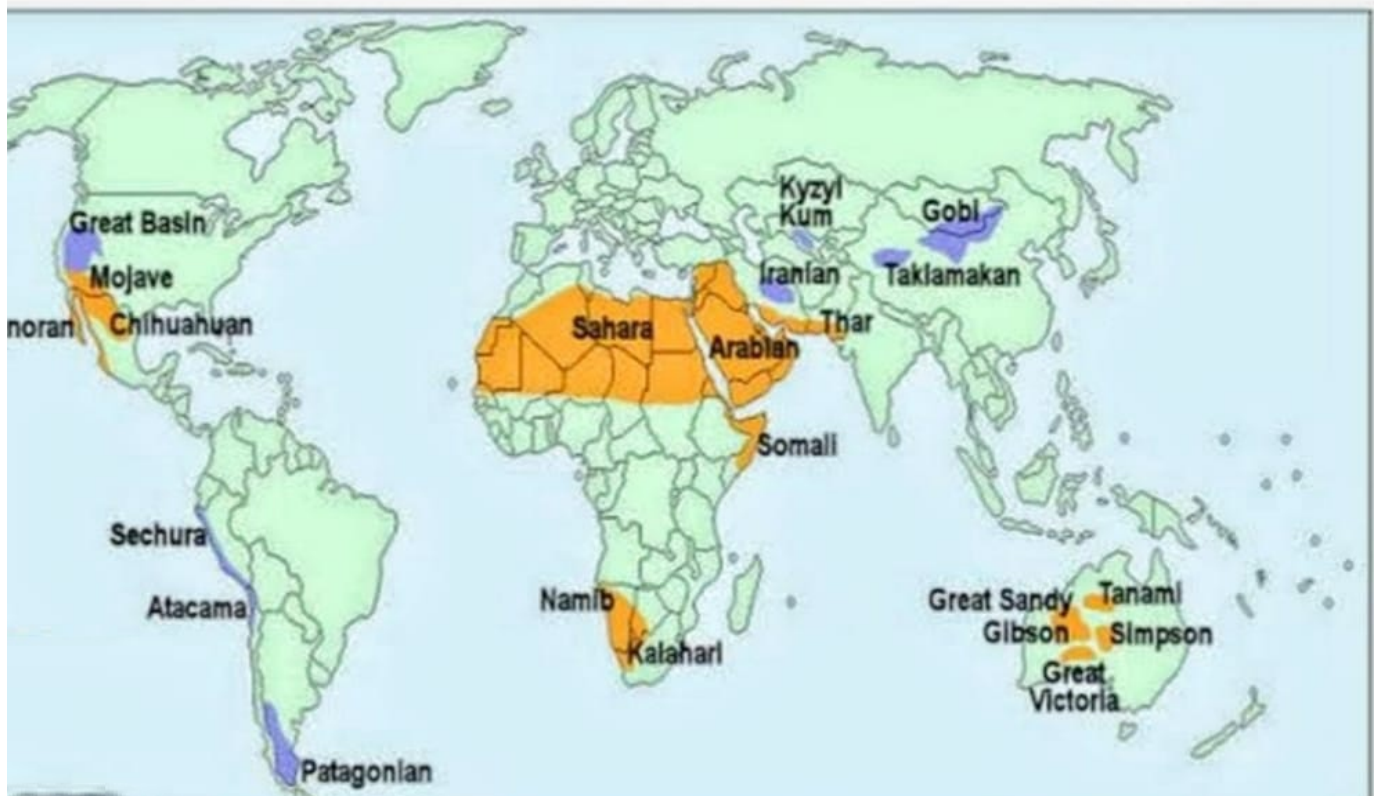 Great Basin
Mojave
noran
Chihuahuan
Sechura
Atacama
Patagonian
Sahara
Arabian
Somali
Namib
Kalahari
Kyzyl
Kum
Iranian
Thar
Gobi
Taklamakan
Great Sandy
Tanami
Gibson
Simpson
Great
Victoria